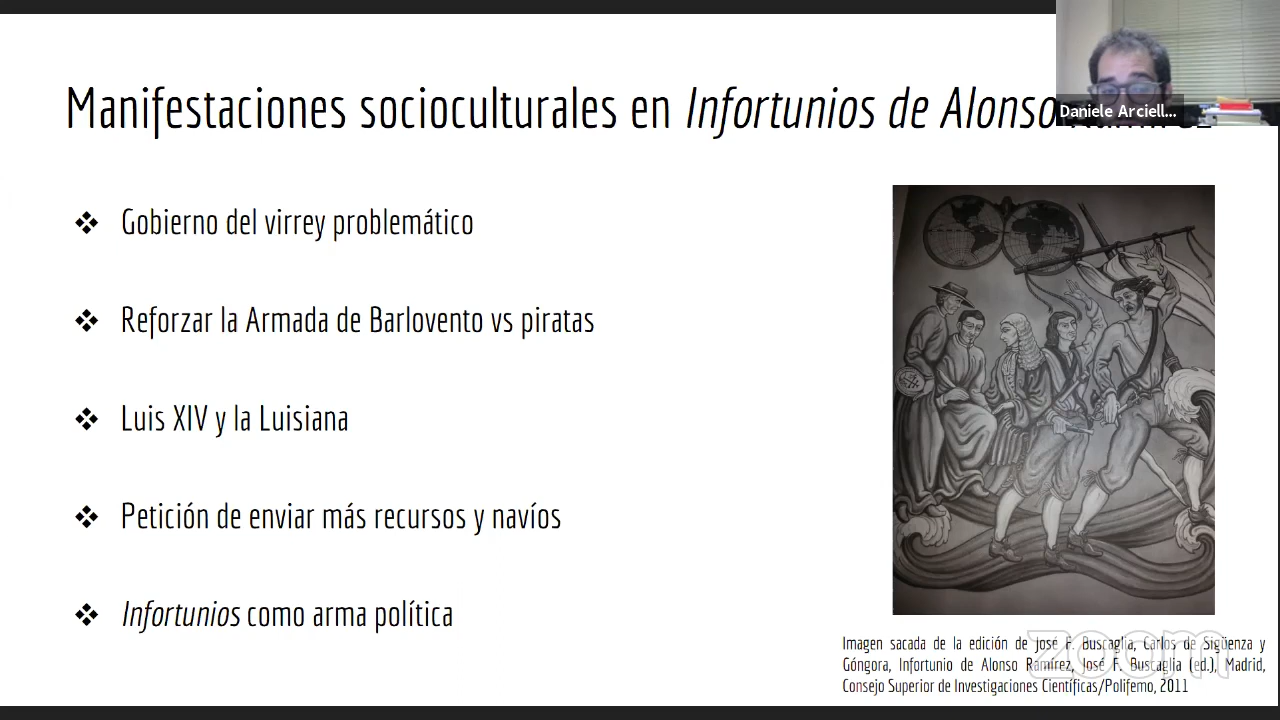 Manifestaciones socioculturales en Infortunios de Alonso
Daniele Arciell...
❖ Gobierno del virrey problemático
❖ Reforzar la Armada de Barlovento vs piratas
❖ Luis XIV y la Luisiana
❖ Petición de enviar más recursos y navíos
❖ Infortunios como arma política
Imagen sacada de la edición de José F. Buscaglia, Carlos de Sigüenza y
Góngora, Infortunio de Alonso Ramírez, José F. Buscaglia (ed.), Madrid,
Consejo Superior de Investigaciones Científicas/Polifemo, 2011
zoom